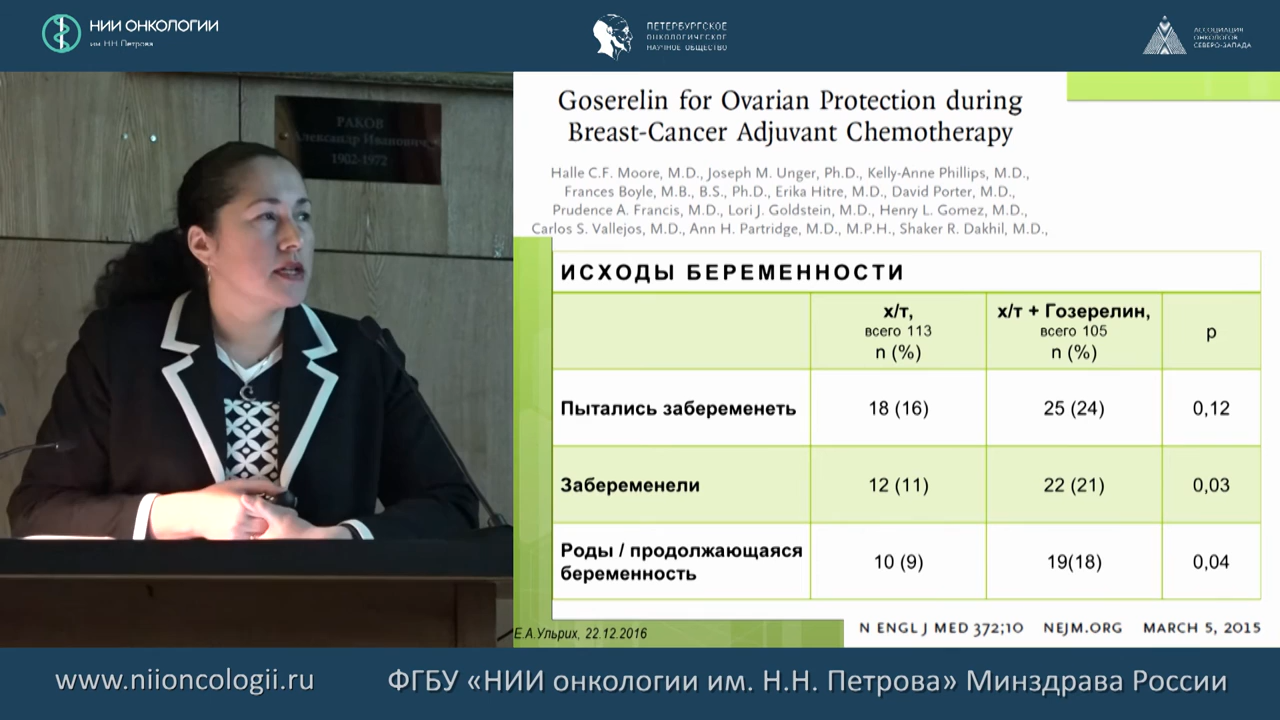 НИИ ОНКОЛОГИИ
им. Н.Н. Петрова
ПЕТЕРБУРГСКОЕ
ОНКОЛОГИЧЕСКОЕ
НАУЧНОЕ ОБЩЕСТВО
АССОЦИАЦИЯ
ОНКОЛОГОВ
СЕВЕРО-ЗАПАДА
РАКОВ
Александр Иванович
1902-1972
Goserelin for Ovarian Protection during
Breast-Cancer Adjuvant Chemotherapy
Halle C.F. Moore, M.D., Joseph M. Unger, Ph.D., Kelly-Anne Phillips, M.D.,
Frances Boyle, M.B., B.S., Ph.D., Erika Hitre, M.D., David Porter, M.D.,
Prudence A. Francis, M.D., Lori J. Goldstein, M.D., Henry L. Gomez, M.D.,
Carlos S. Vallejos, M.D., Ann H. Partridge, M.D., M.P.H., Shaker R. Dakhil, M.D.,
ИСХОДЫ БЕРЕМЕННОСТИ
х/т,
всего 113
n (%)
х/т + Гозерелин,
всего 105
n (%)
p
Пытались забеременеть 18 (16) 25 (24) 0,12
Забеременели 12 (11) 22 (21) 0,03
Роды / продолжающаяся
беременность 10 (9) 19(18) 0,04
Е.А.Ульрих, 22.12.2016
N ENGL J MED 372;10 NEJM.ORG MARCH 5, 2015
www.niioncologii.ru
ФГБУ «НИИ онкологии им. Н.Н. Петрова» Минздрава России